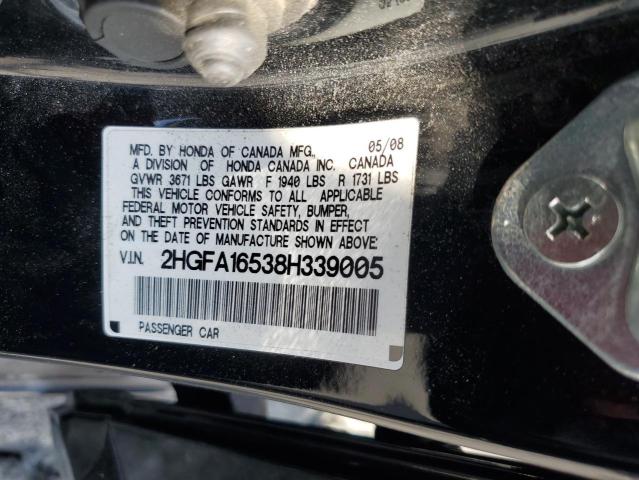 MFD. BY HONDA OF CANADA MFG., 05/08
A DIVISION OF HONDA CANADA INC. CANADA
GVWR 3671 LBS GAWR F 1940 LBS R 1731 LBS
THIS VEHICLE CONFORMS TO ALL APPLICABLE
FEDERAL MOTOR VEHICLE SAFETY, BUMPER,
AND THEFT PREVENTION STANDARDS IN EFFECT
ON THE DATE OF MANUFACTURE SHOWN ABOVE:
V.I.N. 2HGFA16538H339005
PASSENGER CAR